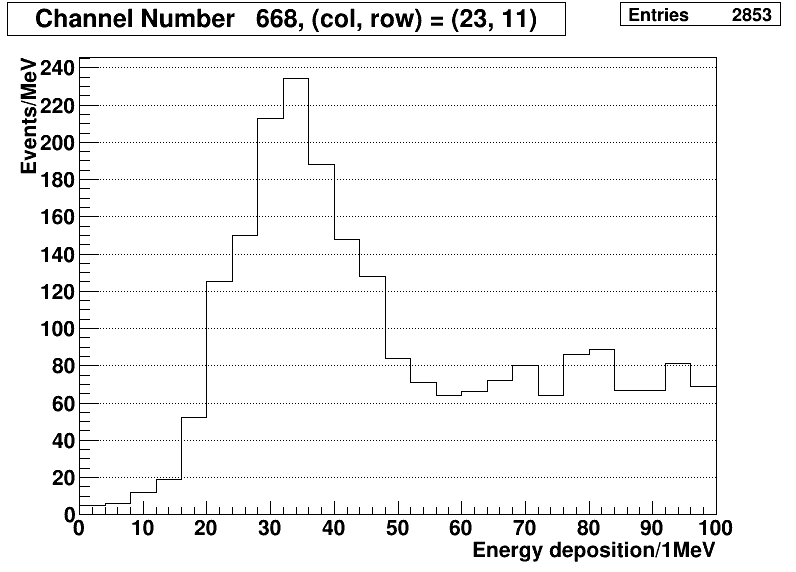 Channel Number 668, (col, row) = (23, 11)
Entries 2853
Events/MeV
240
220
200
180
160
140
120
100
80
60
40
20
0
0 10 20 30 40 50 60 70 80 90 100
Energy deposition/1MeV